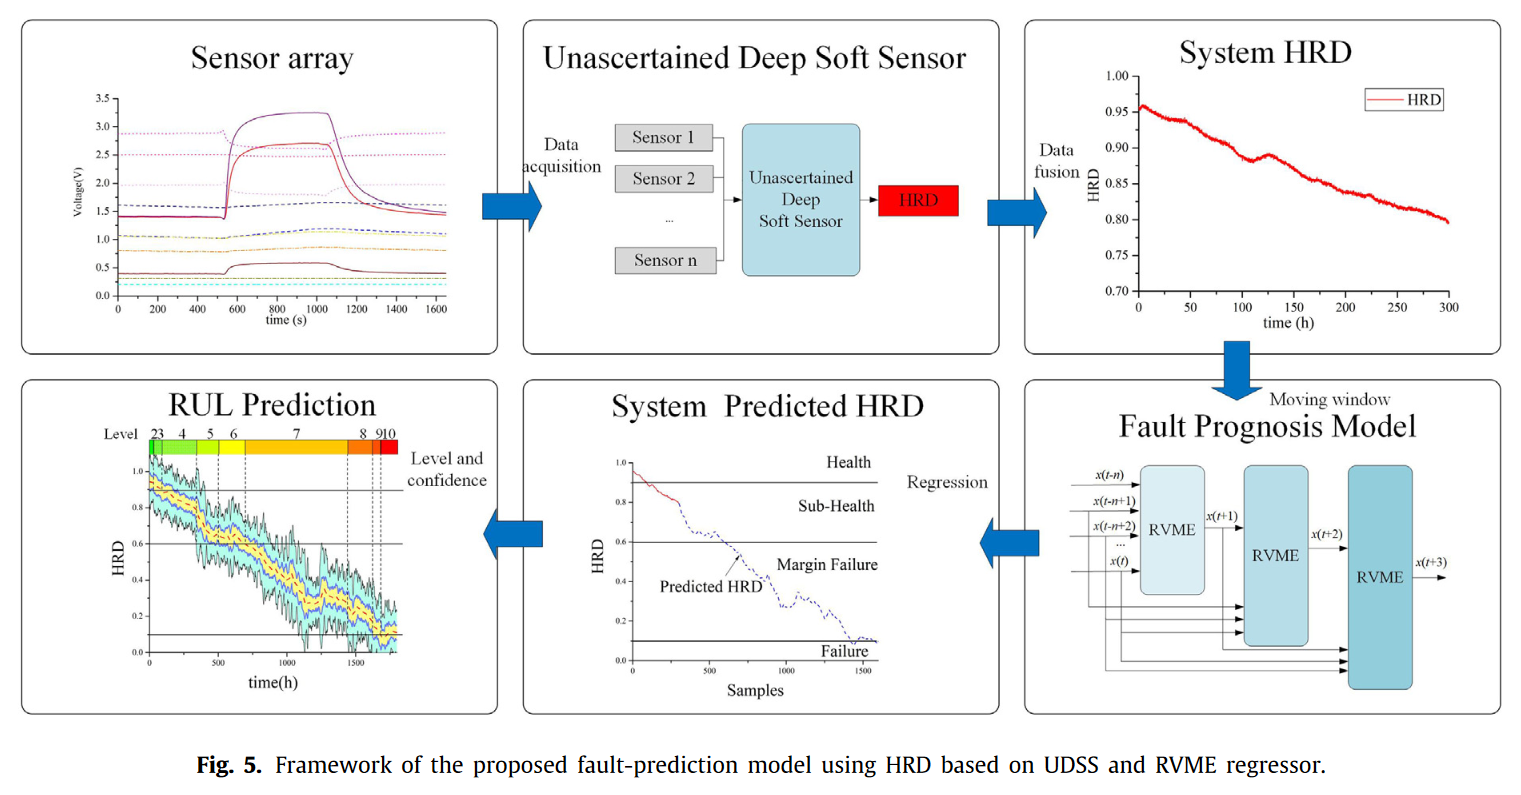 Sensor array
3.5
3.0
2.5
2.0
1.5
1.0
0.5
0.0
Voltage(V)
0 200 400 600 800 1000 1200 1400 1600
time (s)
Data
acquisition
Unascertained Deep Soft Sensor
Sensor 1
Sensor 2
...
Sensor n
Unascertained
Deep
Soft Sensor
HRD
Data
fusion
System HRD
1.00
0.95
0.90
0.85
0.80
0.75
0.70
HRD
HRD
0 50 100 150 200 250 300
time (h)
Moving window
Fault Prognosis Model
x(t-n)
x(t-n+1)
x(t-n+2)
...
x(t)
RVME
x(t+1)
RVME
x(t+2)
RVME
x(t+3)
Regression
System Predicted HRD
1.0
0.8
0.6
0.4
0.2
0.0
HRD
Health
Sub-Health
Margin Failure
Predicted HRD
Failure
0 500 1000 1500
Samples
Level and
confidence
RUL Prediction
Level 2 3 4 5 6 7 8 9 10
1.0
0.8
0.6
0.4
0.2
0.0
HRD
0 500 1000 1500
time(h)
Fig. 5. Framework of the proposed fault-prediction model using HRD based on UDSS and RVME regressor.